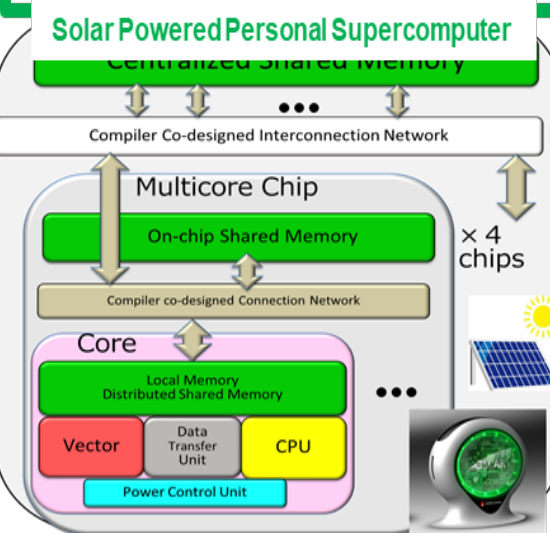 Solar Powered Personal Supercomputer
Centralized Shared Memory
Compiler Co-designed Interconnection Network
Multicore Chip
On-chip Shared Memory
× 4
chips
Compiler co-designed Connection Network
Core
Local Memory
Distributed Shared Memory
Vector
Data
Transfer
Unit
CPU
Power Control Unit